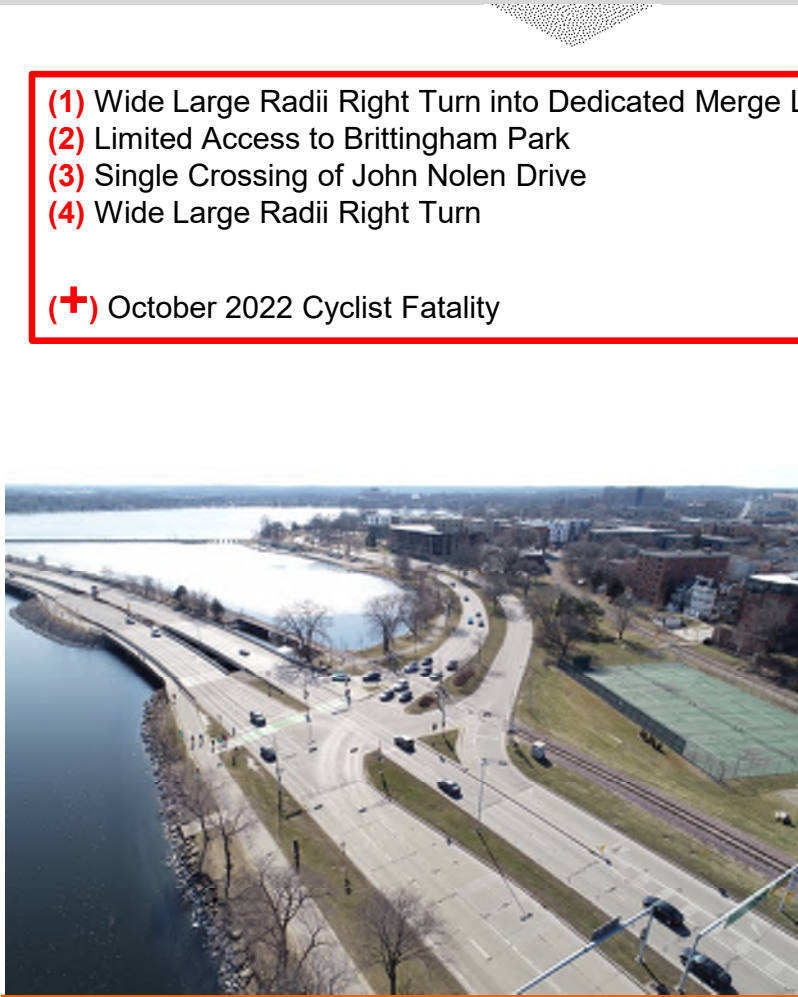 (1) Wide Large Radii Right Turn into Dedicated Merge
(2) Limited Access to Brittingham Park
(3) Single Crossing of John Nolen Drive
(4) Wide Large Radii Right Turn
(+) October 2022 Cyclist Fatality